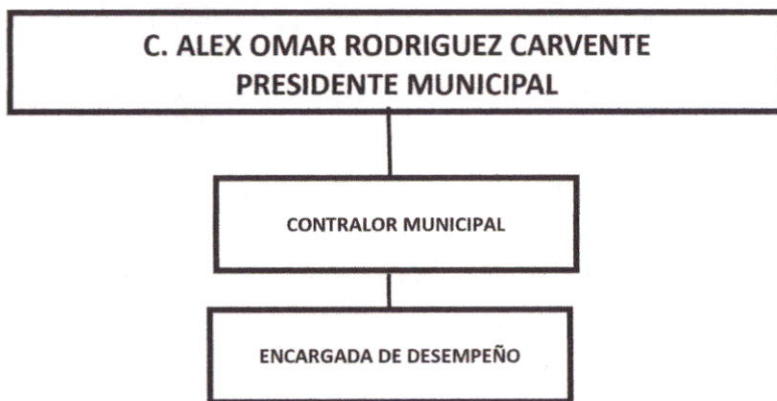 C. ALEX OMAR RODRIGUEZ CARVENTE
PRESIDENTE MUNICIPAL
CONTRALOR MUNICIPAL
ENCARGADA DE DESEMPEÑO